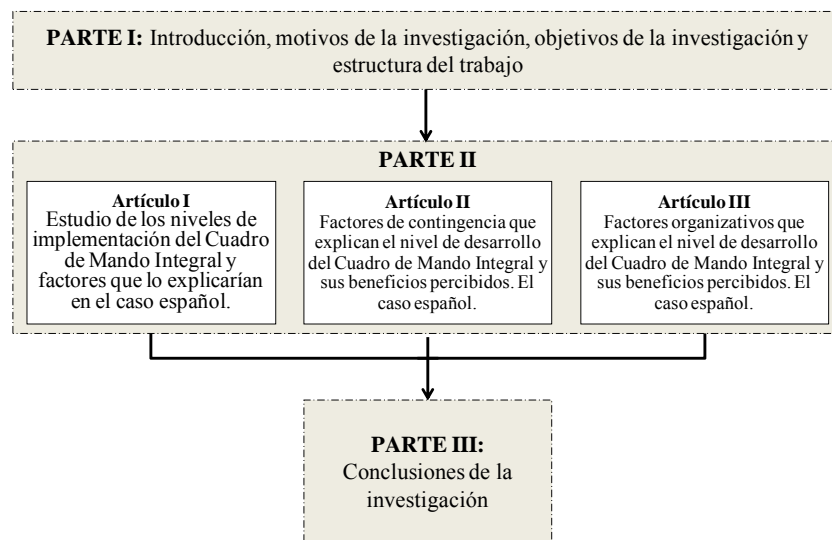 PARTE I: Introducción, motivos de la investigación, objetivos de la investigación y
estructura del trabajo
PARTE II
Artículo I
Estudio de los niveles de
implementación del Cuadro
de Mando Integral y
factores que lo explicarían
en el caso español.
Artículo II
Factores de contingencia que
explican el nivel de desarrollo
del Cuadro de Mando Integral y
sus beneficios percibidos. El
caso español.
Artículo III
Factores organizativos que
explican el nivel de desarrollo
del Cuadro de Mando Integral y
sus beneficios percibidos. El
caso español.
PARTE III:
Conclusiones de la
investigación